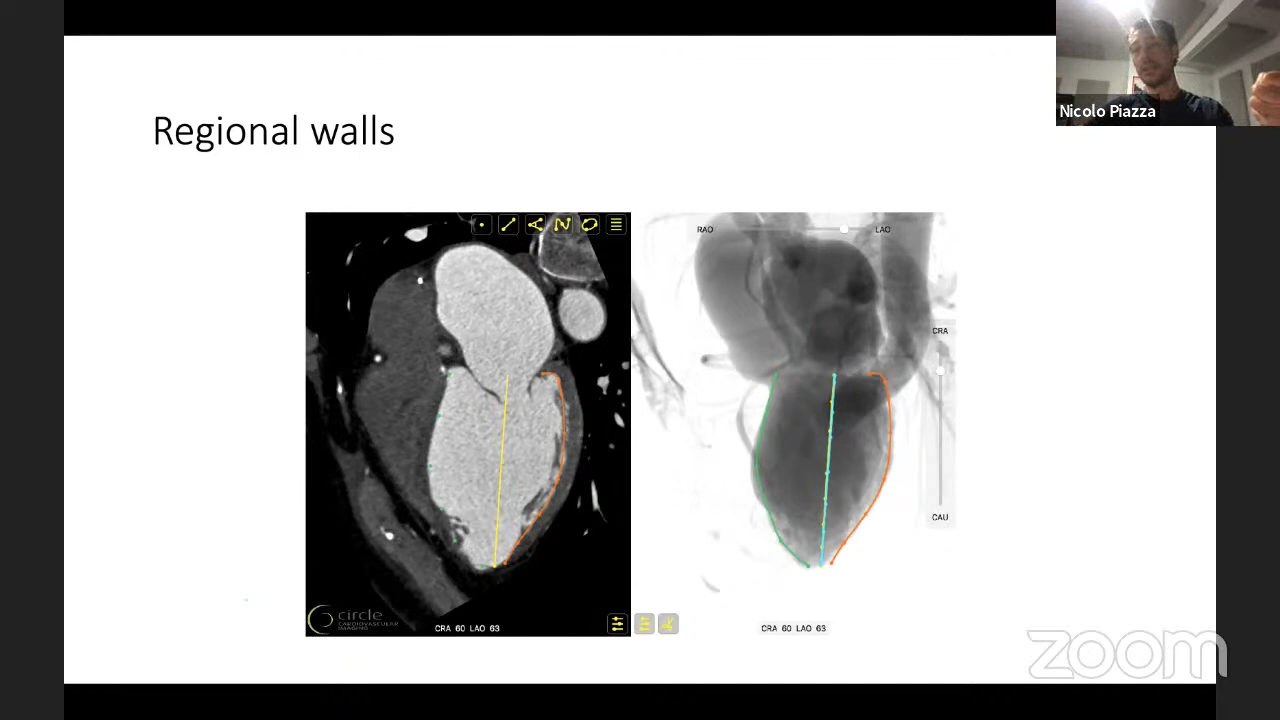 Nicolo Piazza
Regional walls
RAO
LAO
CRA
CAU
circle
CARDIOVASCULAR
IMAGING
CRA 60 LAO 63
CRA 60 LAO 63
zoom